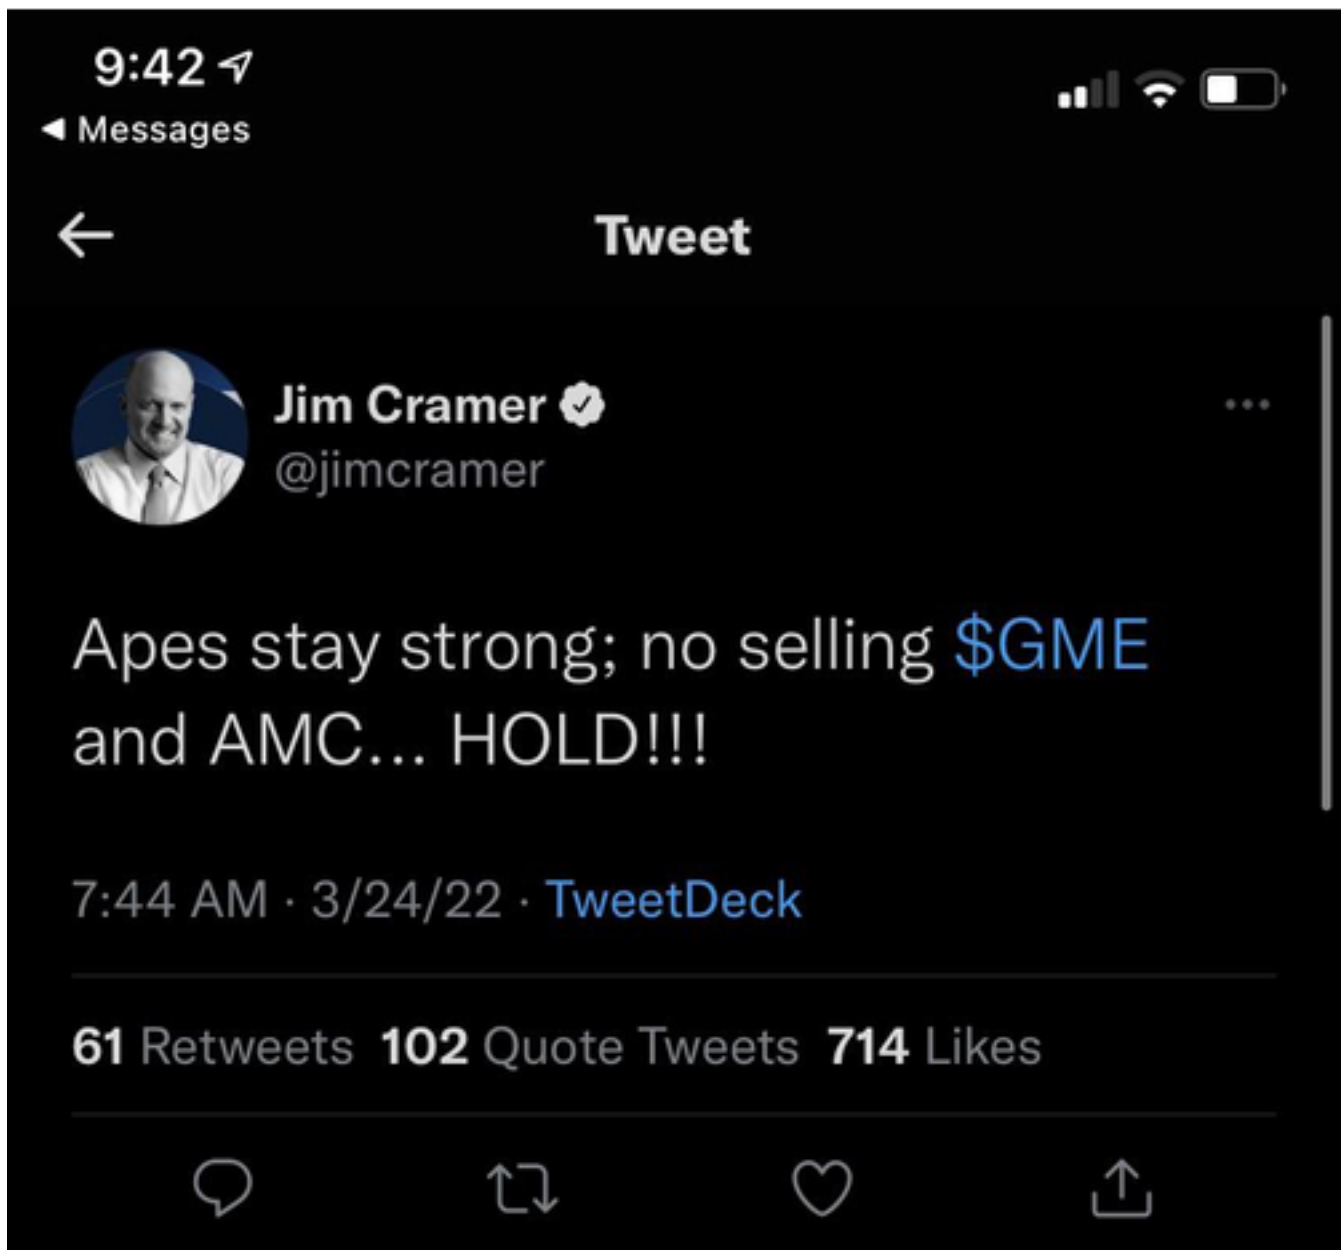 9:42
Messages
Tweet
Jim Cramer
@jimcramer
Apes stay strong; no selling $GME
and AMC... HOLD!!!
7:44 AM · 3/24/22 · TweetDeck
61 Retweets 102 Quote Tweets 714 Likes